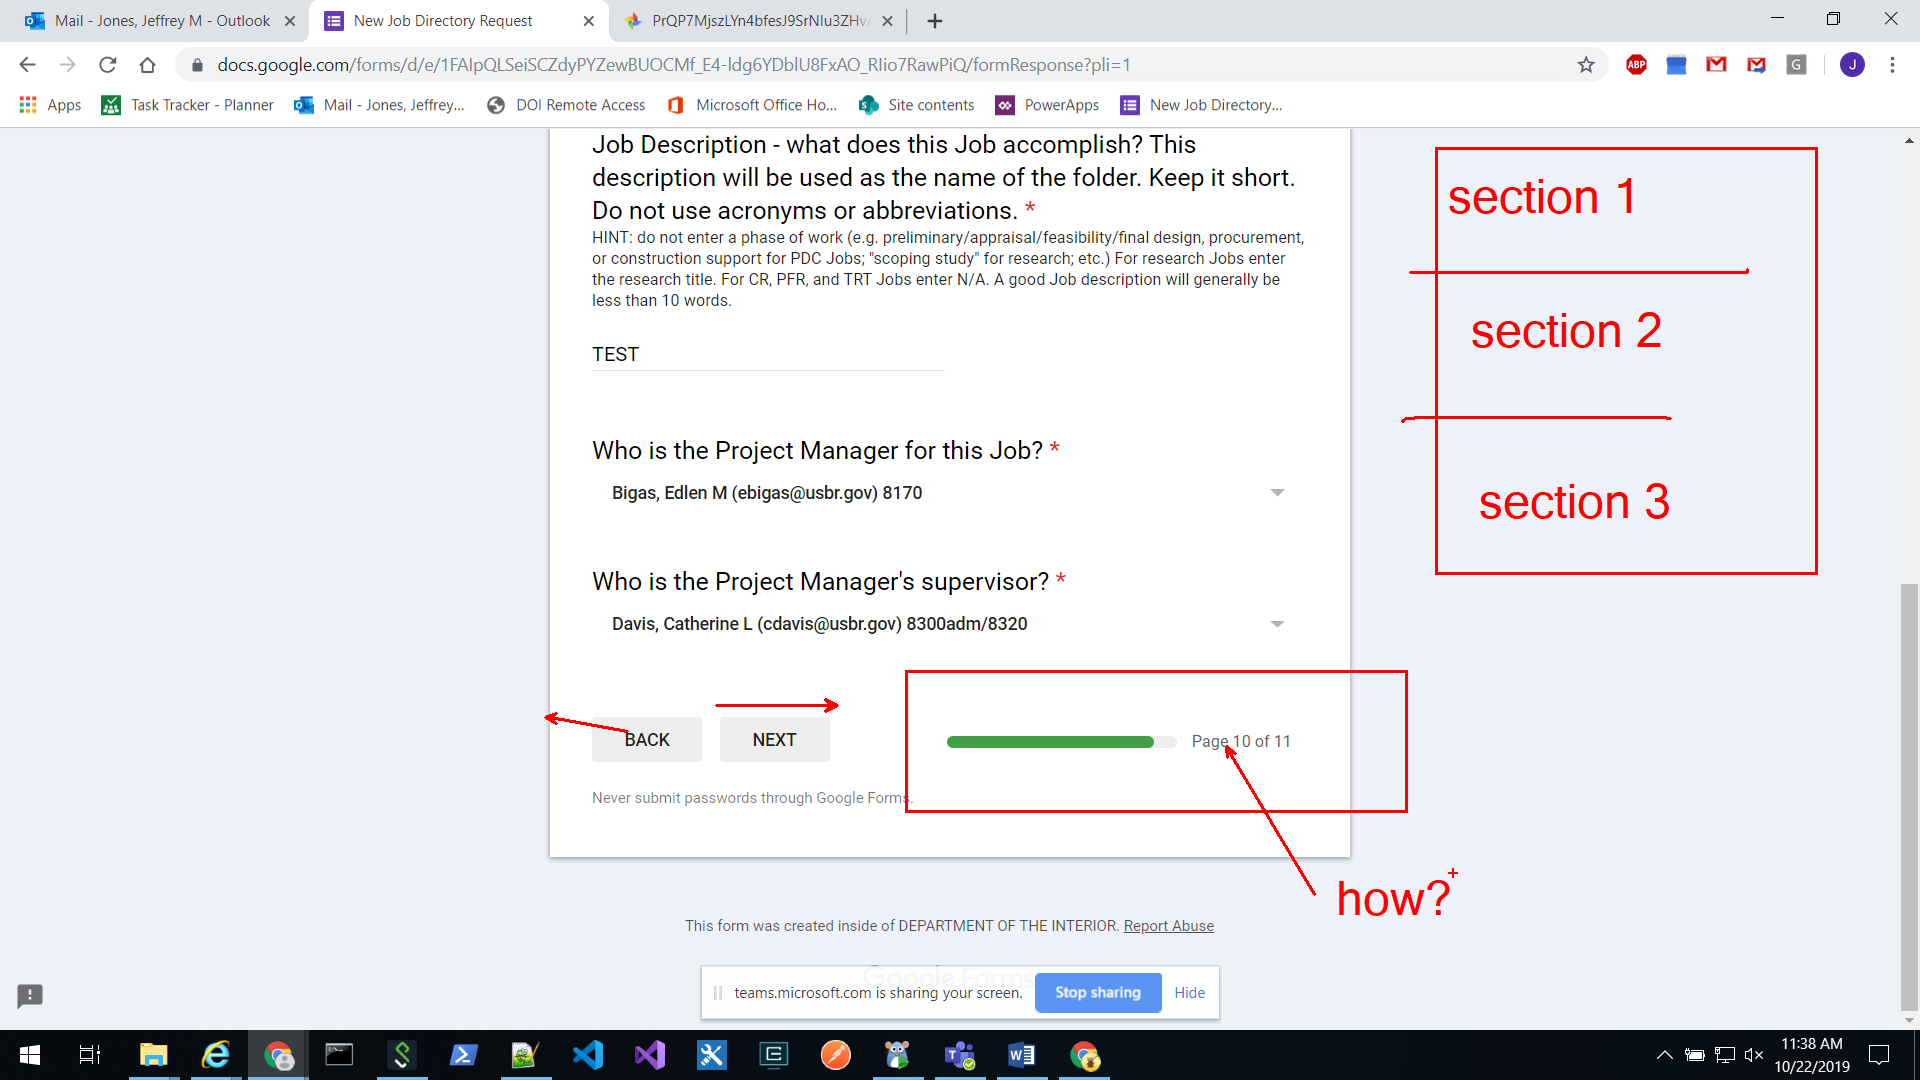 Mail - Jones, Jeffrey M - Outlook
New Job Directory Request
PrQP7MjszLYn4bfesJ9SrNIu3ZHv
docs.google.com/forms/d/e/1FAIpQLSeiSCZdyPYZewBUOCMf_E4-ldg6YDblU8FxAO_RIio7RawPiQ/formResponse?pli=1
ABP
G
J
Apps
Task Tracker - Planner
Mail - Jones, Jeffrey...
DOI Remote Access
Microsoft Office Ho...
Site contents
PowerApps
New Job Directory...
Job Description - what does this Job accomplish? This
description will be used as the name of the folder. Keep it short.
Do not use acronyms or abbreviations. *
HINT: do not enter a phase of work (e.g. preliminary/appraisal/feasibility/final design, procurement,
or construction support for PDC Jobs; "scoping study" for research; etc.) For research Jobs enter
the research title. For CR, PFR, and TRT Jobs enter N/A. A good Job description will generally be
less than 10 words.
TEST
Who is the Project Manager for this Job? *
Bigas, Edlen M (ebigas@usbr.gov) 8170
Who is the Project Manager's supervisor? *
Davis, Catherine L (cdavis@usbr.gov) 8300adm/8320
BACK
NEXT
Page 10 of 11
Never submit passwords through Google Forms.
section 1
section 2
section 3
how?
This form was created inside of DEPARTMENT OF THE INTERIOR. Report Abuse
Google Forms
teams.microsoft.com is sharing your screen.
Stop sharing
Hide
11:38 AM
10/22/2019